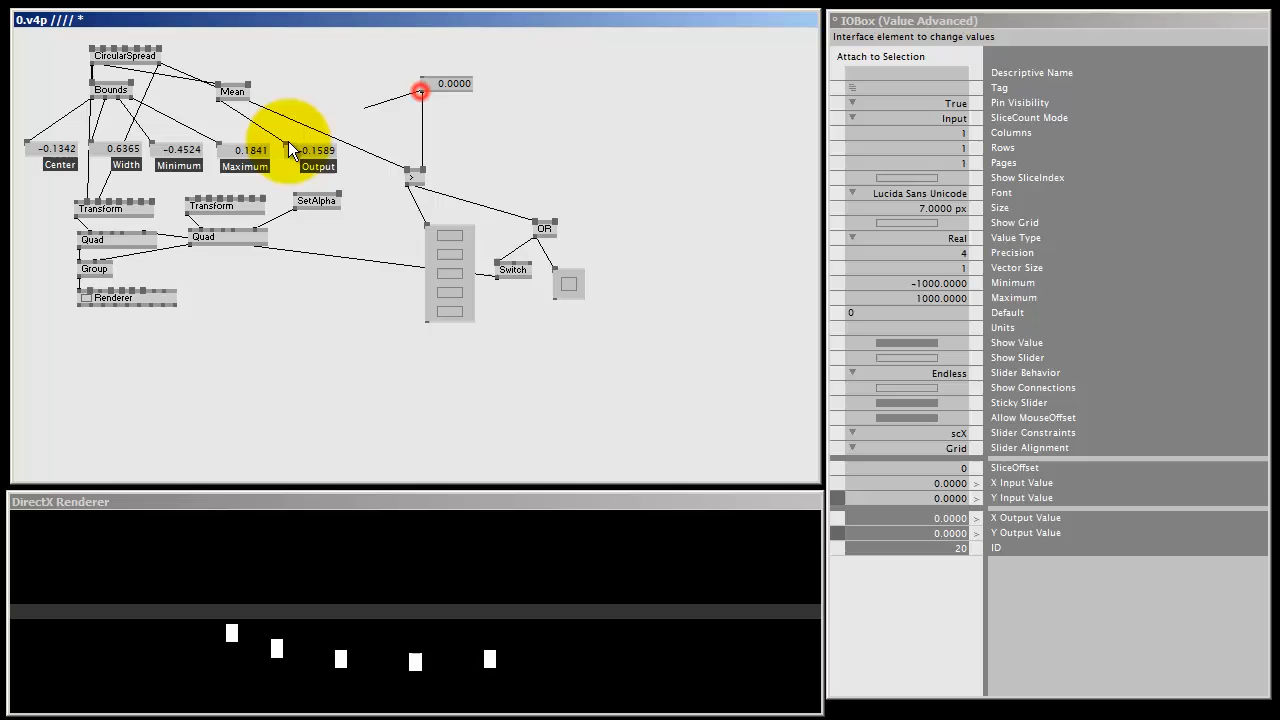 0.v4p //// *
CircularSpread
Bounds
Mean
0.0000
-0.1342
0.6365
-0.4524
0.1841
-0.1589
Center
Width
Minimum
Maximum
Output
>
Transform
Transform
SetAlpha
Quad
Quad
OR
Group
Switch
Renderer
DirectX Renderer
° IOBox (Value Advanced)
Interface element to change values
Attach to Selection
Descriptive Name
Tag
True Pin Visibility
Input SliceCount Mode
1 Columns
1 Rows
1 Pages
Show SliceIndex
Lucida Sans Unicode Font
7.0000 px Size
Show Grid
Real Value Type
4 Precision
1 Vector Size
-1000.0000 Minimum
1000.0000 Maximum
0 Default
Units
Show Value
Show Slider
Endless Slider Behavior
Show Connections
Sticky Slider
Allow MouseOffset
scX Slider Constraints
Grid Slider Alignment
0 SliceOffset
0.0000 > X Input Value
0.0000 > Y Input Value
0.0000 > X Output Value
0.0000 > Y Output Value
20 ID